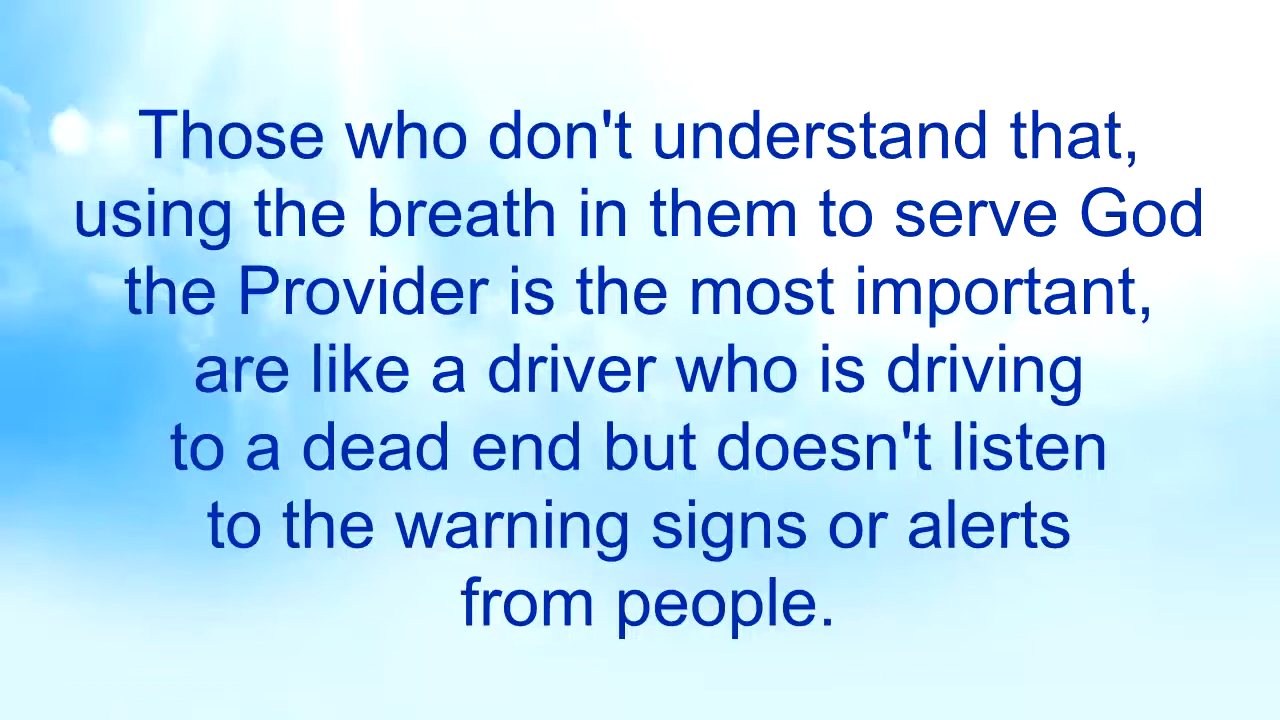 Those who don't understand that,
using the breath in them to serve God
the Provider is the most important,
are like a driver who is driving
to a dead end but doesn't listen
to the warning signs or alerts
from people.